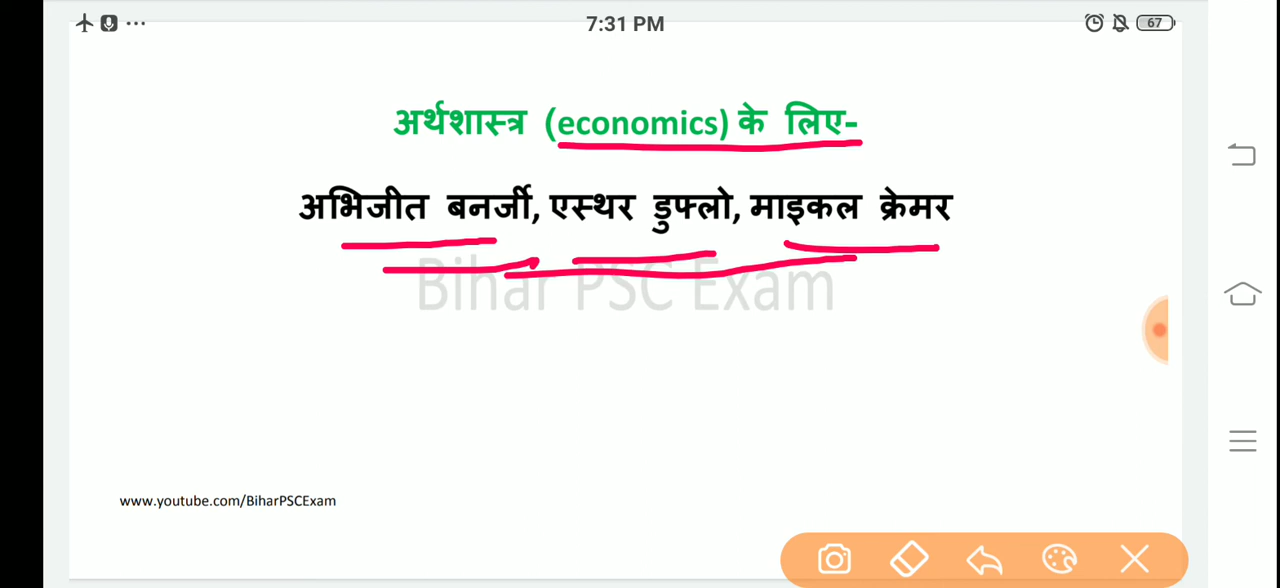 7:31 PM
67
अर्थशास्त्र (economics) के लिए-
अभिजीत बनर्जी, एस्थर डुफ्लो, माइकल क्रेमर
Bihar PSC Exam
www.youtube.com/BiharPSCExam